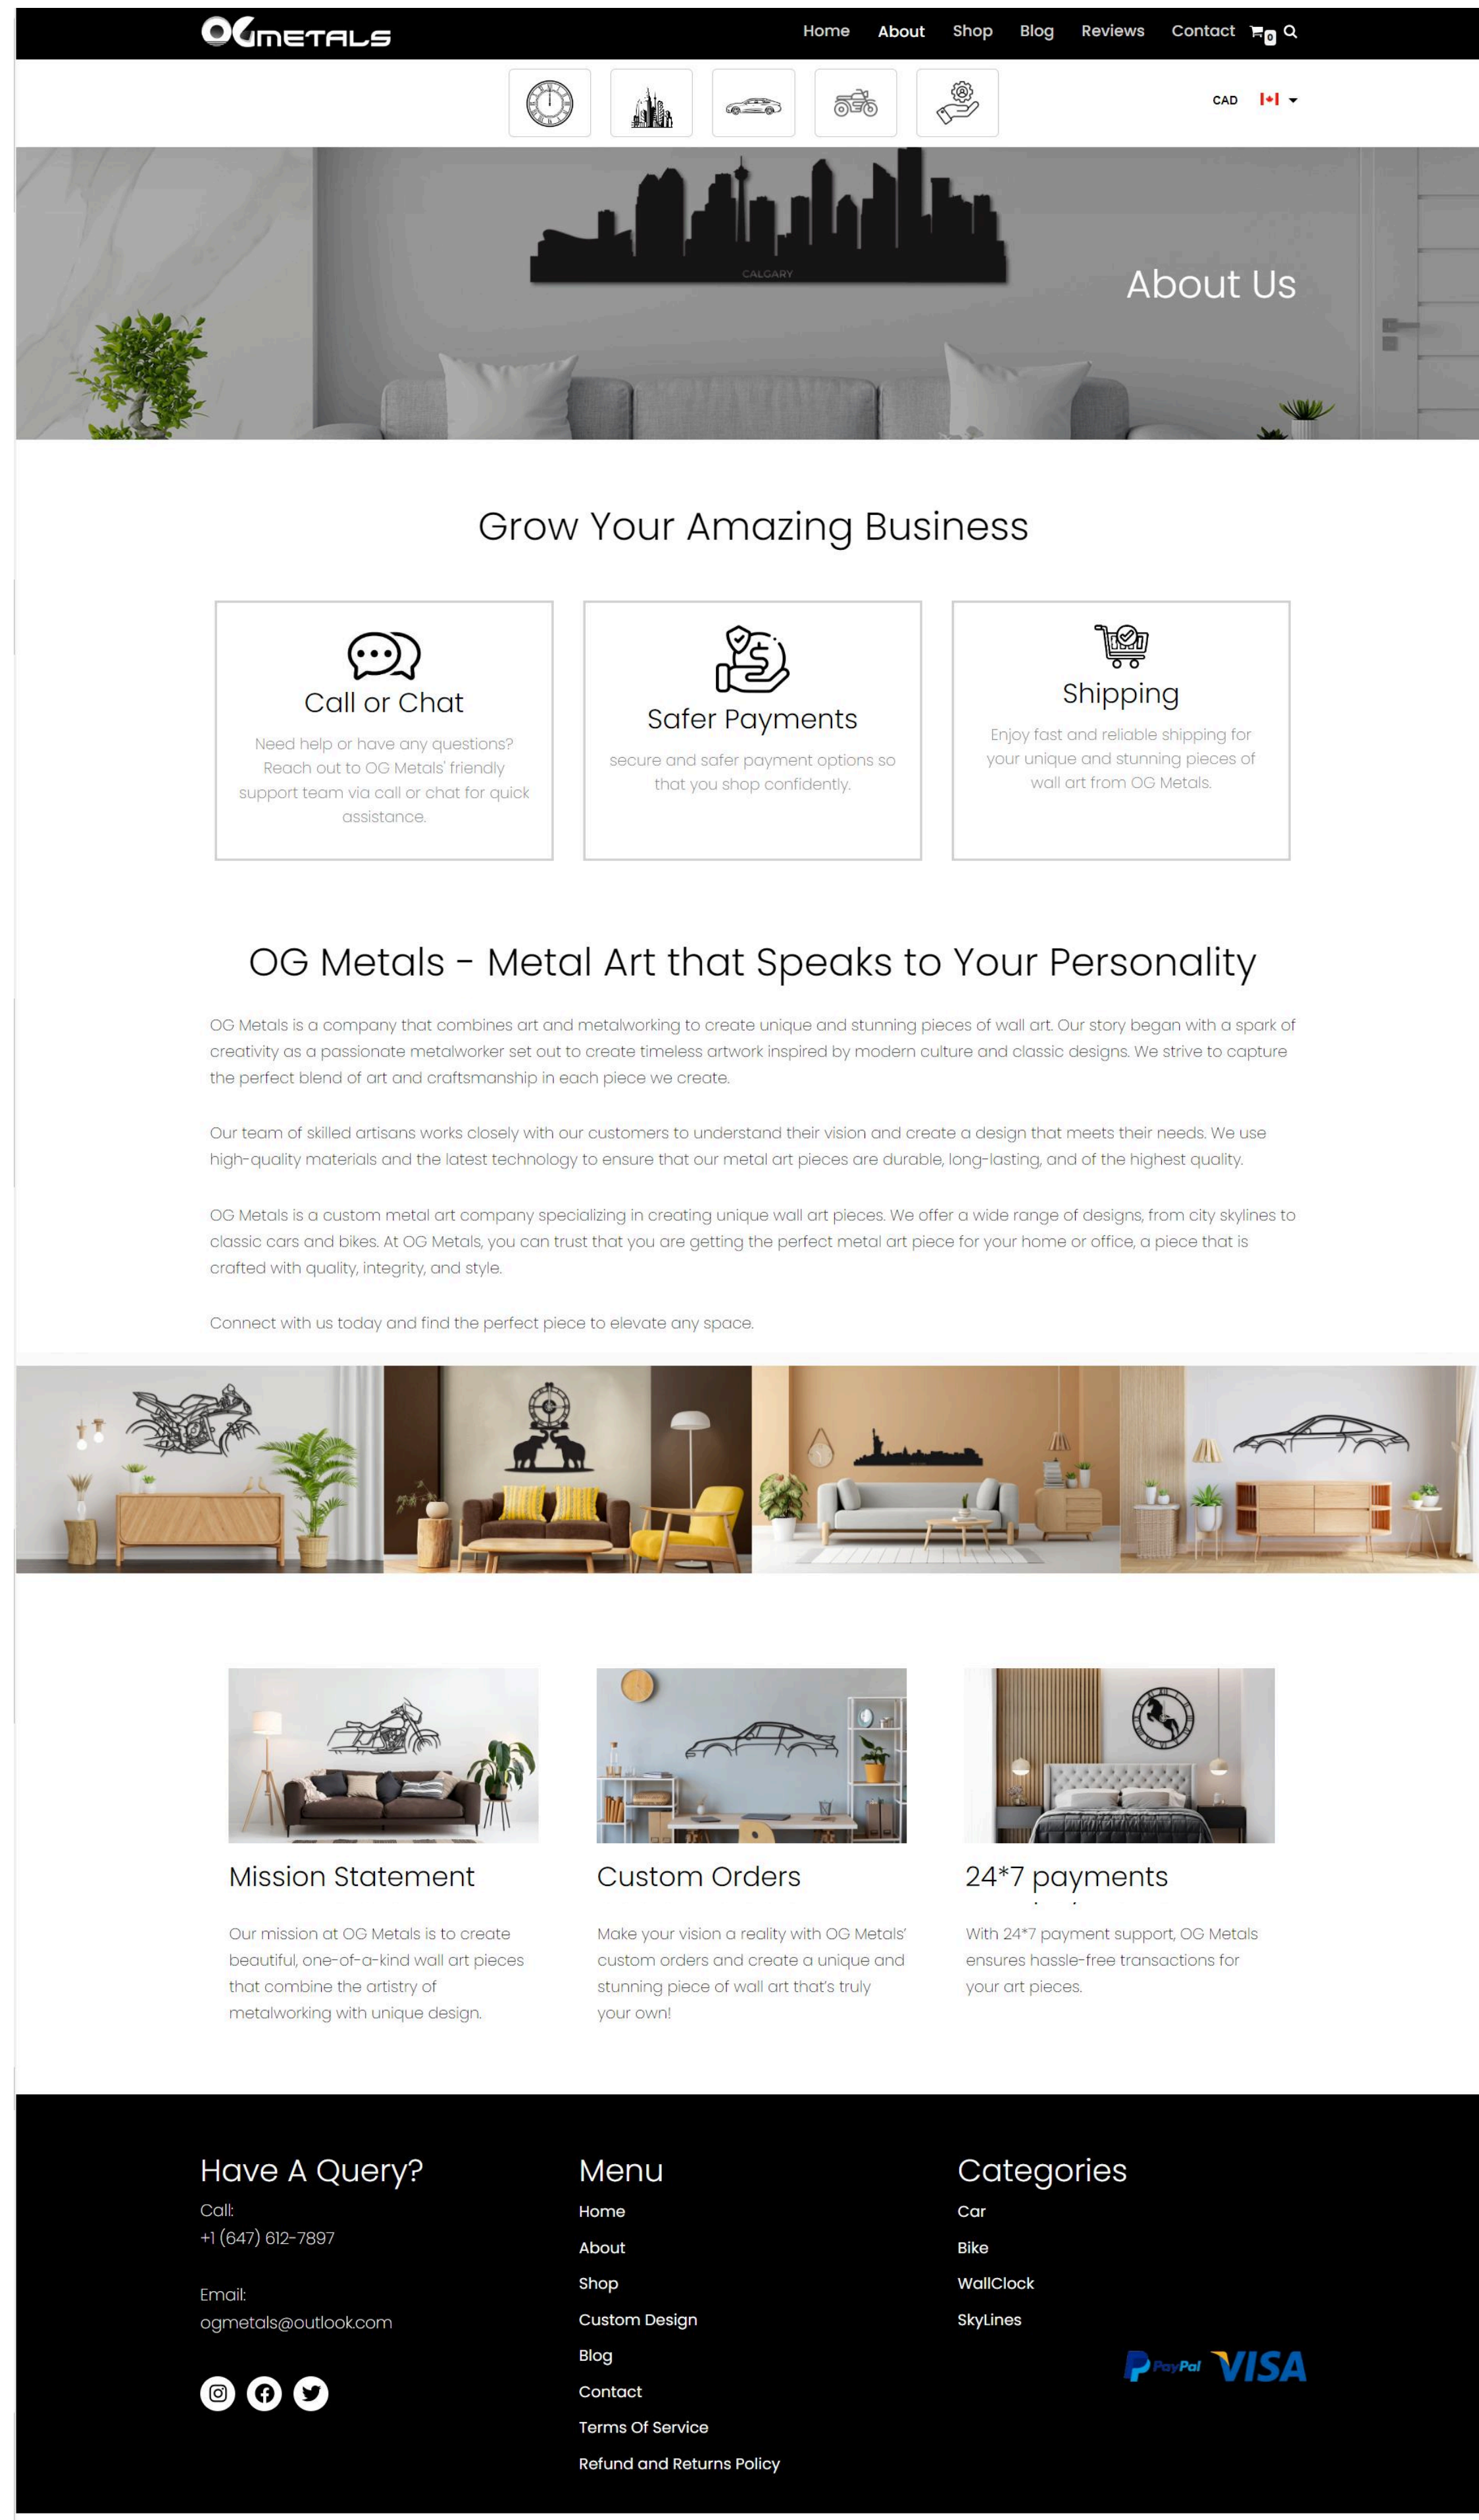 OGMETALS
Home About Shop Blog Reviews Contact 0
CAD
CALGARY
About Us
Grow Your Amazing Business
Call or Chat
Need help or have any questions?
Reach out to OG Metals' friendly
support team via call or chat for quick
assistance.
Safer Payments
secure and safer payment options so
that you shop confidently.
Shipping
Enjoy fast and reliable shipping for
your unique and stunning pieces of
wall art from OG Metals.
OG Metals - Metal Art that Speaks to Your Personality
OG Metals is a company that combines art and metalworking to create unique and stunning pieces of wall art. Our story began with a spark of
creativity as a passionate metalworker set out to create timeless artwork inspired by modern culture and classic designs. We strive to capture
the perfect blend of art and craftsmanship in each piece we create.
Our team of skilled artisans works closely with our customers to understand their vision and create a design that meets their needs. We use
high-quality materials and the latest technology to ensure that our metal art pieces are durable, long-lasting, and of the highest quality.
OG Metals is a custom metal art company specializing in creating unique wall art pieces. We offer a wide range of designs, from city skylines to
classic cars and bikes. At OG Metals, you can trust that you are getting the perfect metal art piece for your home or office, a piece that is
crafted with quality, integrity, and style.
Connect with us today and find the perfect piece to elevate any space.
Mission Statement
Our mission at OG Metals is to create
beautiful, one-of-a-kind wall art pieces
that combine the artistry of
metalworking with unique design.
Custom Orders
Make your vision a reality with OG Metals'
custom orders and create a unique and
stunning piece of wall art that's truly
your own!
24*7 payments
With 24*7 payment support, OG Metals
ensures hassle-free transactions for
your art pieces.
Have A Query?
Call:
+1 (647) 612-7897
Email:
ogmetals@outlook.com
Menu
Home
About
Shop
Custom Design
Blog
Contact
Terms Of Service
Refund and Returns Policy
Categories
Car
Bike
WallClock
SkyLines
PayPal VISA